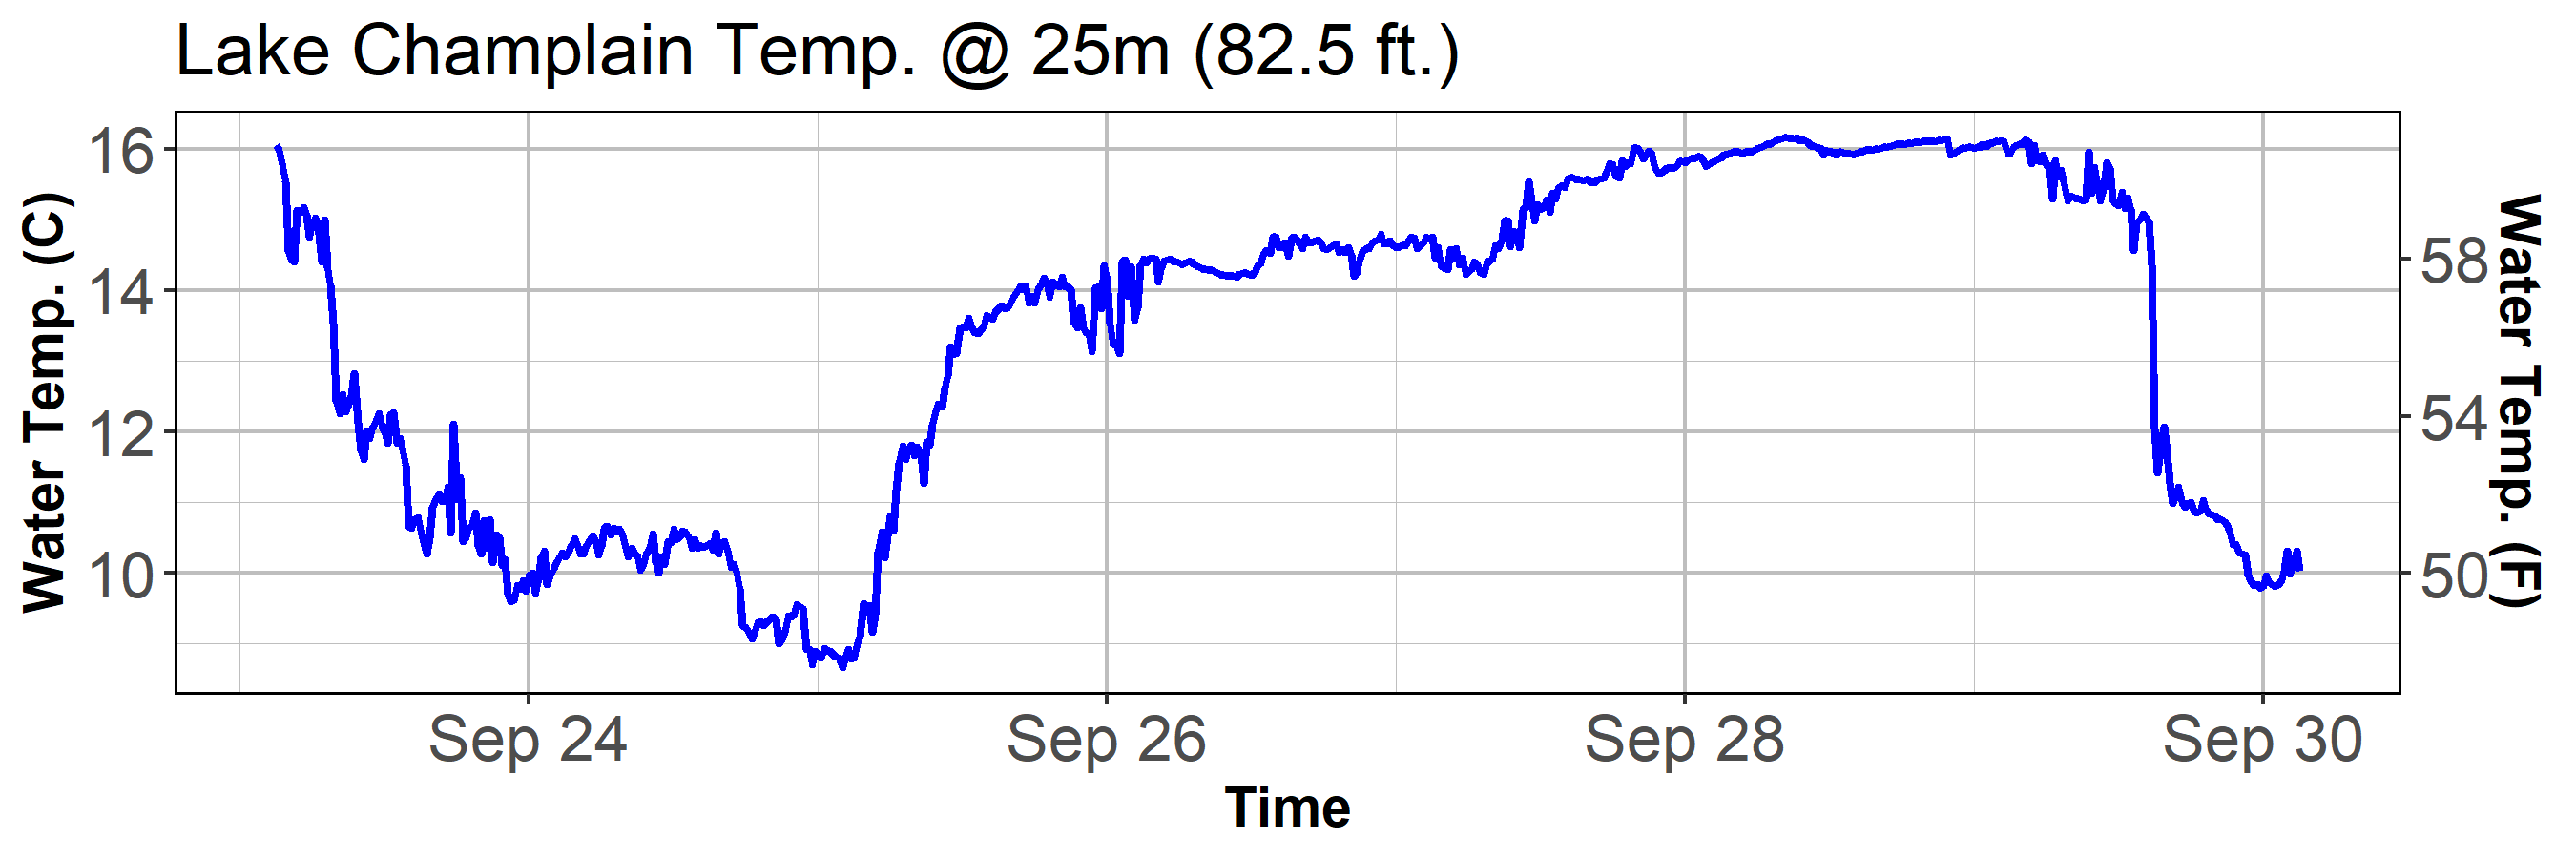 Lake Champlain Temp. @ 25m (82.5 ft.)
Water Temp. (C)
16
14
12
10
58
54
50
Water Temp. (F)
Sep 24
Sep 26
Sep 28
Sep 30
Time